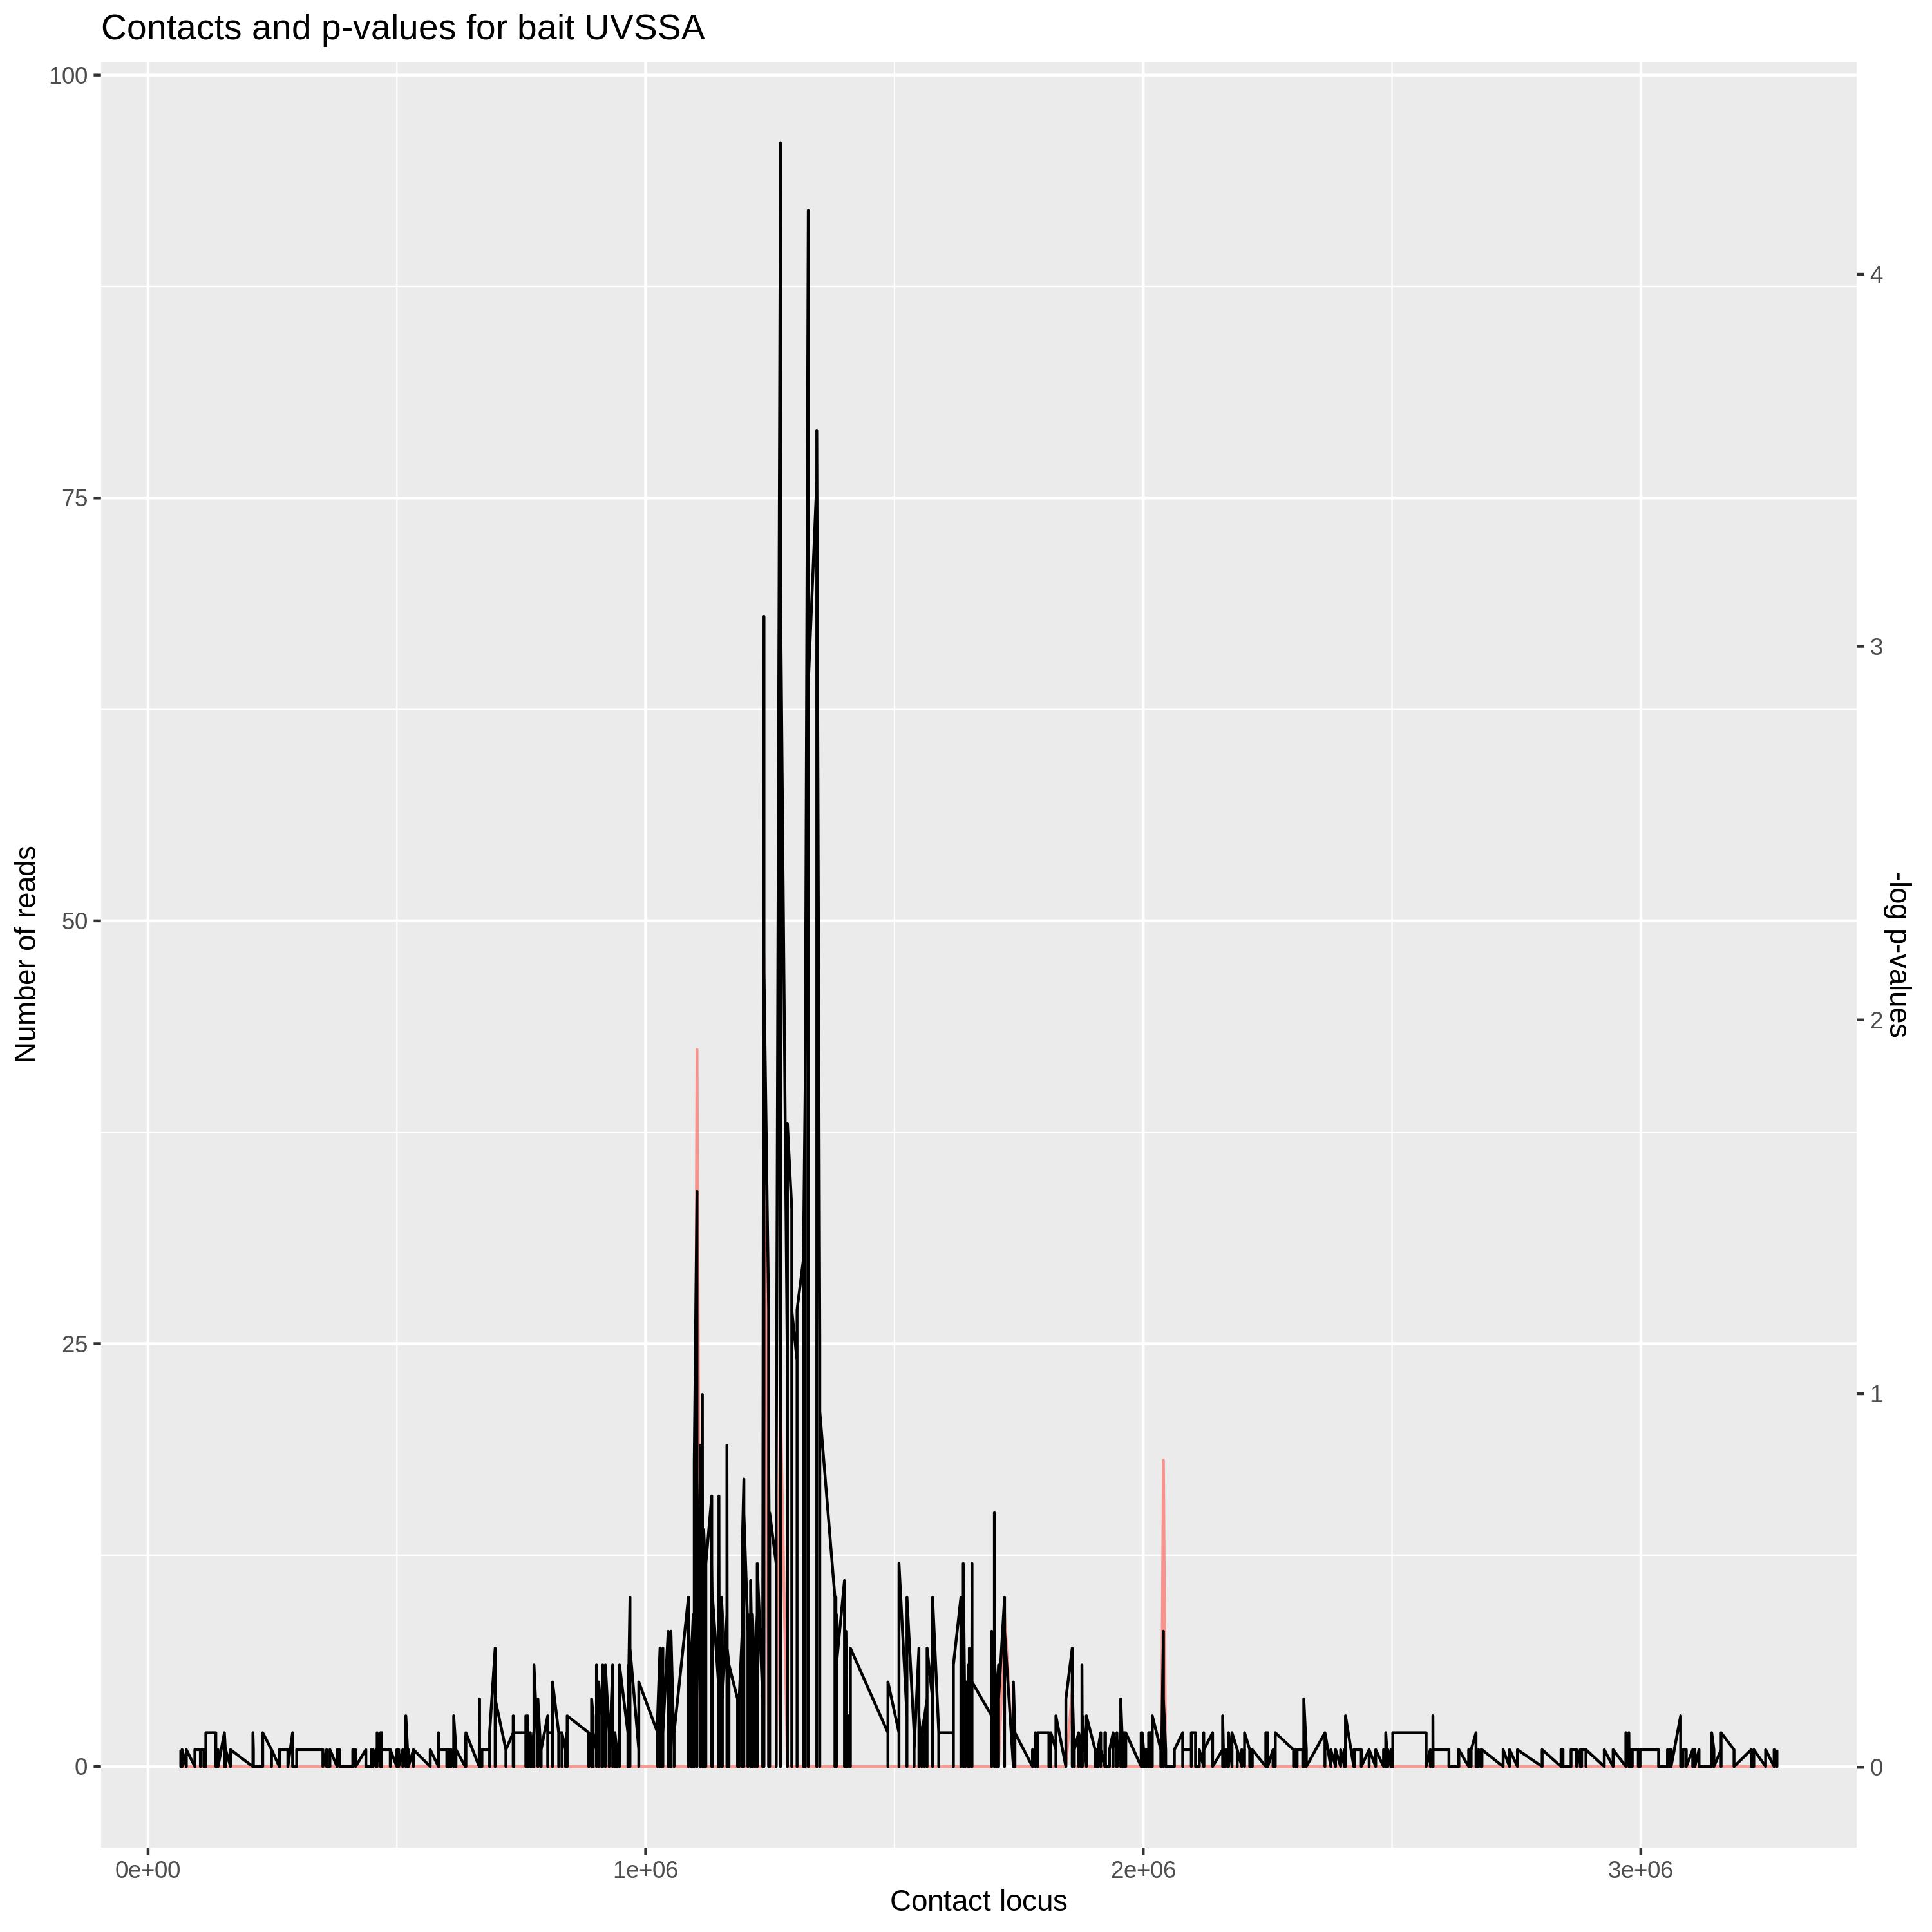 Contacts and p-values for bait UVSSA
100
75
50
25
0
Number of reads
4
3
2
1
0
-log p-values
0e+00
1e+06
2e+06
3e+06
Contact locus